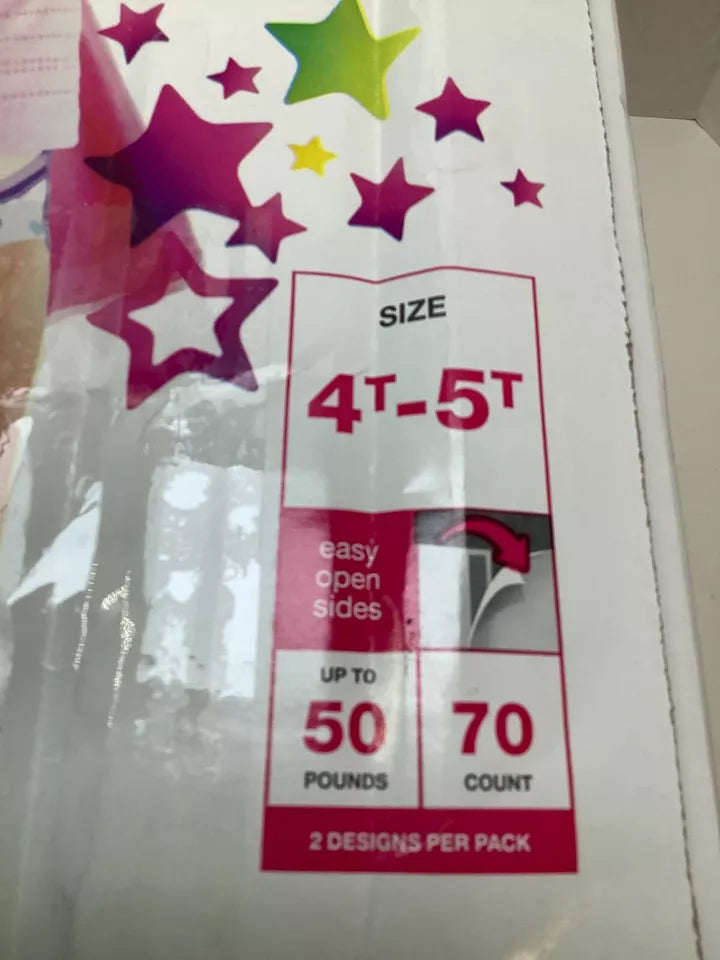 SIZE
4T-5T
easy
open
sides
UP TO
50
POUNDS
70
COUNT
2 DESIGNS PER PACK